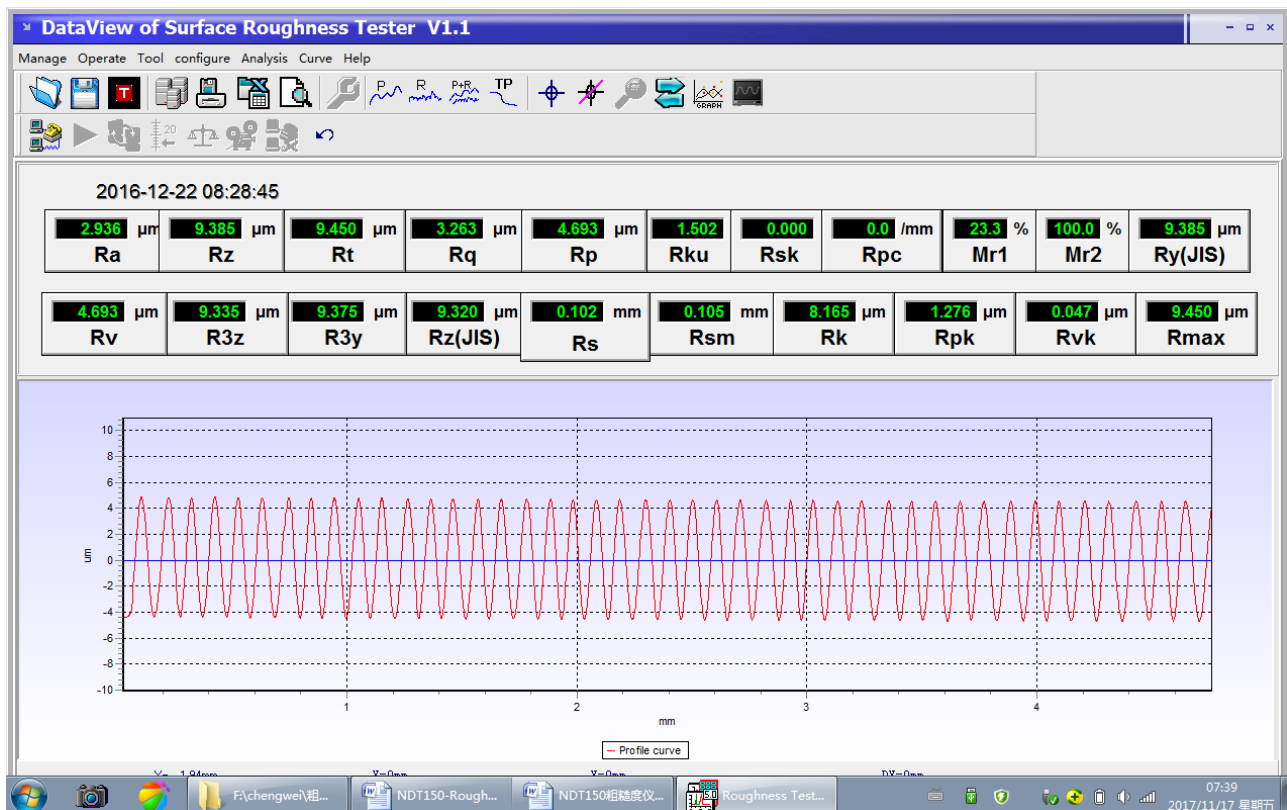 DataView of Surface Roughness Tester V1.1
Manage Operate Tool configure Analysis Curve Help
T P R P+R TP GRAPH
20
2016-12-22 08:28:45
2.936 µm 9.385 µm 9.450 µm 3.263 µm 4.693 µm 1.502 0.000 0.0 /mm 23.3 % 100.0 % 9.385 µm
Ra Rz Rt Rq Rp Rku Rsk Rpc Mr1 Mr2 Ry(JIS)
4.693 µm 9.335 µm 9.375 µm 9.320 µm 0.102 mm 0.105 mm 8.165 µm 1.276 µm 0.047 µm 9.450 µm
Rv R3z R3y Rz(JIS) Rs Rsm Rk Rpk Rvk Rmax
10
8
6
4
2
um
0
-2
-4
-6
-8
-10
1 2 3 4
mm
Profile curve
F:\chengwei\粗... NDT150-Rough... NDT150粗糙度仪... Roughness Test...
07:39
2017/11/17 星期五